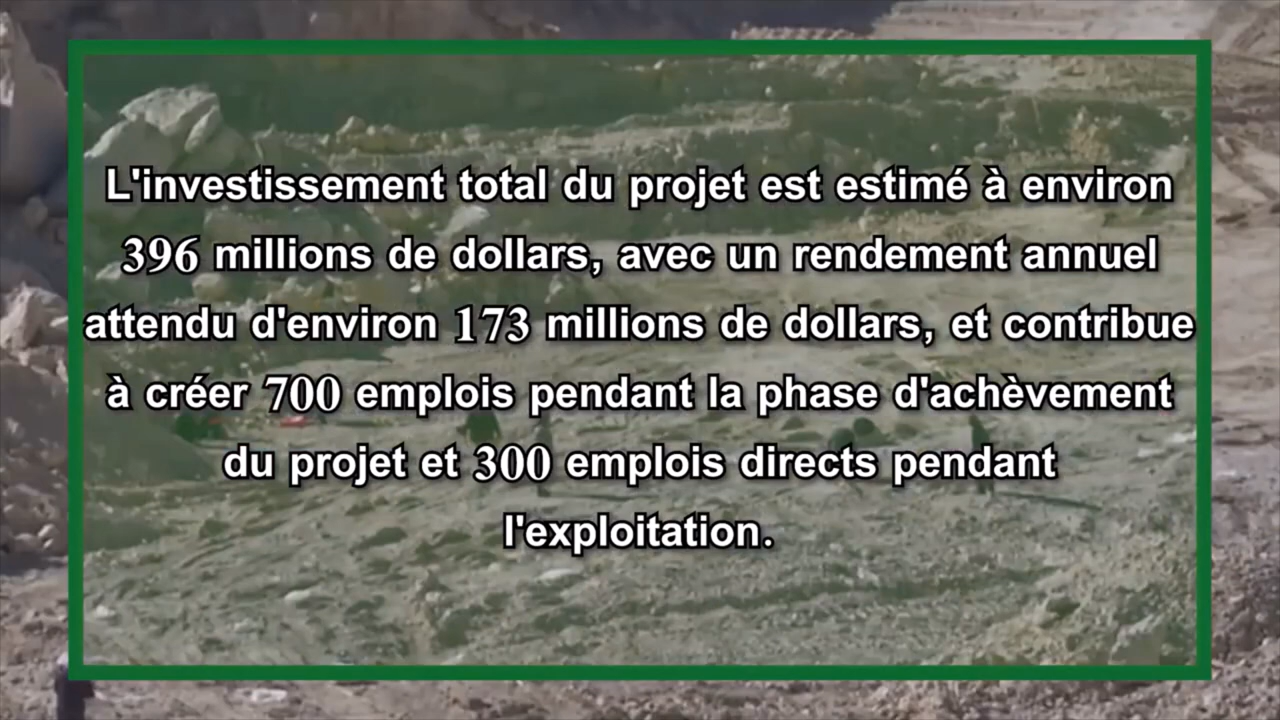 L'investissement total du projet est estimé à environ
396 millions de dollars, avec un rendement annuel
attendu d'environ 173 millions de dollars, et contribue
à créer 700 emplois pendant la phase d'achèvement
du projet et 300 emplois directs pendant
l'exploitation.